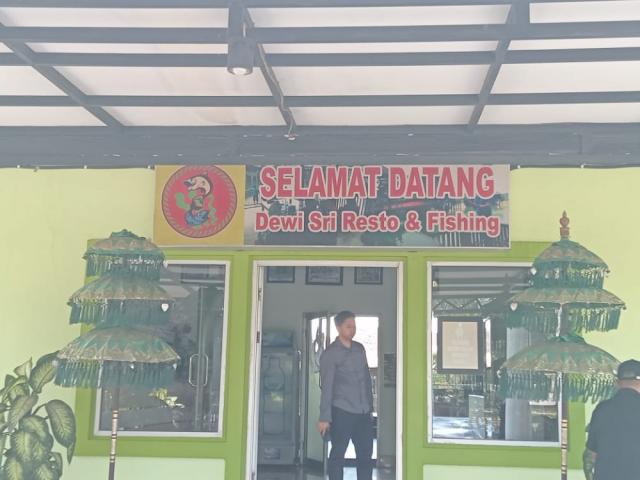 SELAMAT DATANG
Dewi Sri Resto & Fishing